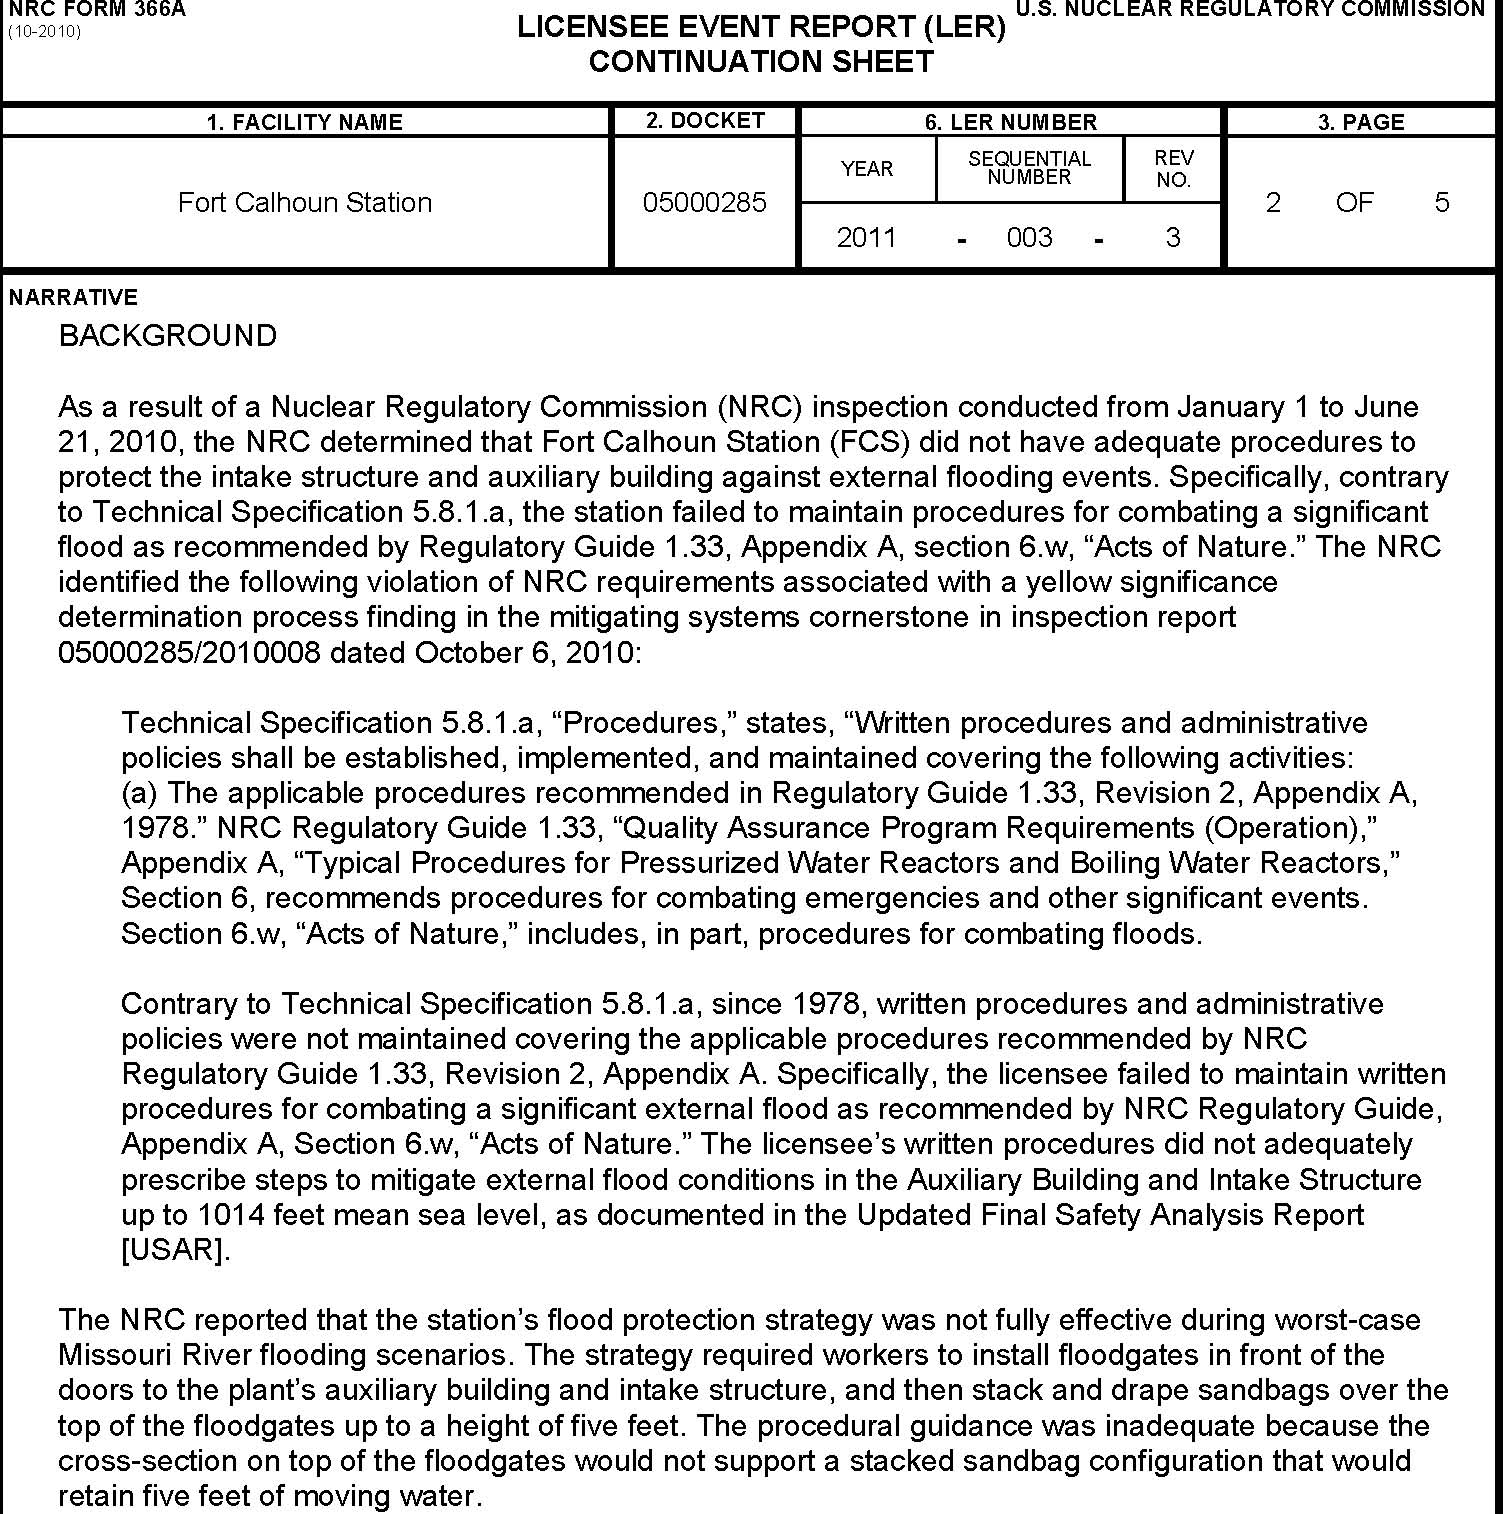 NRC FORM 366A
(10-2010)
U.S. NUCLEAR REGULATORY COMMISSION
LICENSEE EVENT REPORT (LER)
CONTINUATION SHEET
1. FACILITY NAME
2. DOCKET
6. LER NUMBER
3. PAGE
Fort Calhoun Station
05000285
YEAR
SEQUENTIAL
NUMBER
REV
NO.
2 OF 5
2011 - 003 - 3
NARRATIVE
BACKGROUND
As a result of a Nuclear Regulatory Commission (NRC) inspection conducted from January 1 to June
21, 2010, the NRC determined that Fort Calhoun Station (FCS) did not have adequate procedures to
protect the intake structure and auxiliary building against external flooding events. Specifically, contrary
to Technical Specification 5.8.1.a, the station failed to maintain procedures for combating a significant
flood as recommended by Regulatory Guide 1.33, Appendix A, section 6.w, “Acts of Nature.” The NRC
identified the following violation of NRC requirements associated with a yellow significance
determination process finding in the mitigating systems cornerstone in inspection report
05000285/2010008 dated October 6, 2010:
Technical Specification 5.8.1.a, “Procedures,” states, “Written procedures and administrative
policies shall be established, implemented, and maintained covering the following activities:
(a) The applicable procedures recommended in Regulatory Guide 1.33, Revision 2, Appendix A,
1978.” NRC Regulatory Guide 1.33, “Quality Assurance Program Requirements (Operation),”
Appendix A, “Typical Procedures for Pressurized Water Reactors and Boiling Water Reactors,”
Section 6, recommends procedures for combating emergencies and other significant events.
Section 6.w, “Acts of Nature,” includes, in part, procedures for combating floods.
Contrary to Technical Specification 5.8.1.a, since 1978, written procedures and administrative
policies were not maintained covering the applicable procedures recommended by NRC
Regulatory Guide 1.33, Revision 2, Appendix A. Specifically, the licensee failed to maintain written
procedures for combating a significant external flood as recommended by NRC Regulatory Guide,
Appendix A, Section 6.w, “Acts of Nature.” The licensee’s written procedures did not adequately
prescribe steps to mitigate external flood conditions in the Auxiliary Building and Intake Structure
up to 1014 feet mean sea level, as documented in the Updated Final Safety Analysis Report
[USAR].
The NRC reported that the station’s flood protection strategy was not fully effective during worst-case
Missouri River flooding scenarios. The strategy required workers to install floodgates in front of the
doors to the plant’s auxiliary building and intake structure, and then stack and drape sandbags over the
top of the floodgates up to a height of five feet. The procedural guidance was inadequate because the
cross-section on top of the floodgates would not support a stacked sandbag configuration that would
retain five feet of moving water.